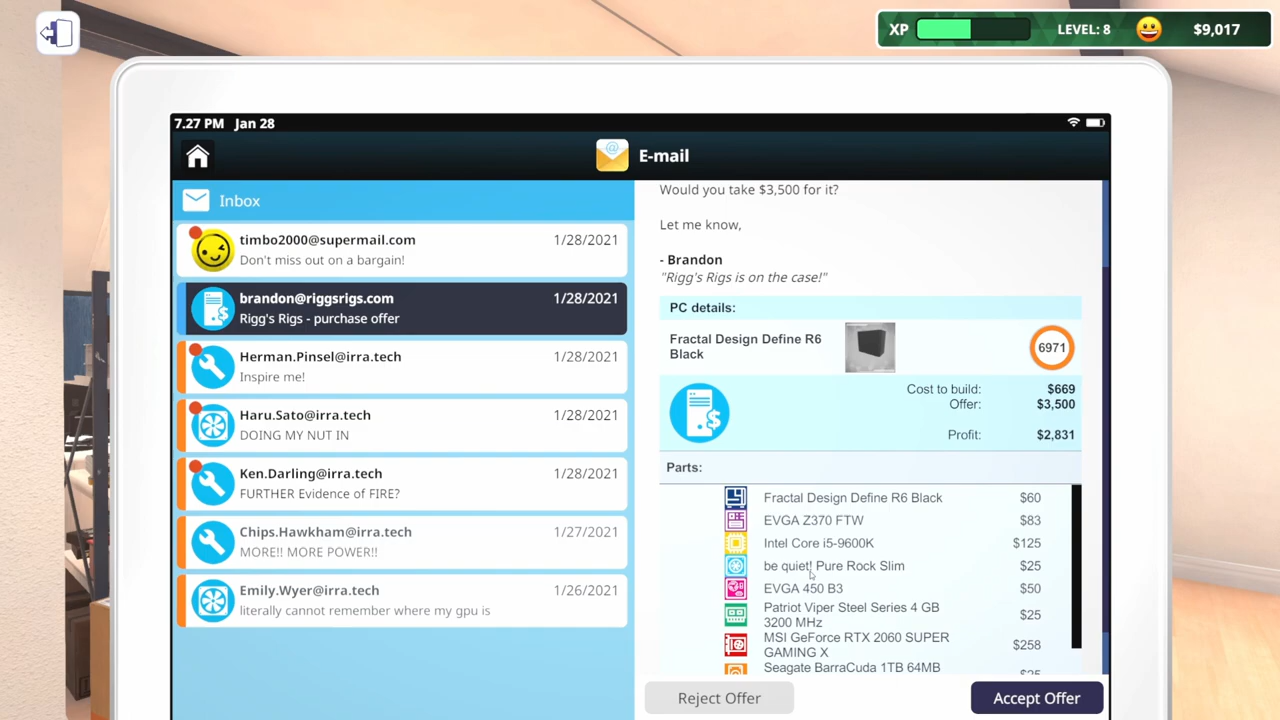 XP
LEVEL: 8
$9,017
7.27 PM Jan 28
E-mail
Inbox
timbo2000@supermail.com 1/28/2021
Don't miss out on a bargain!
brandon@riggsrigs.com 1/28/2021
Rigg's Rigs - purchase offer
Herman.Pinsel@irra.tech 1/28/2021
Inspire me!
Haru.Sato@irra.tech 1/28/2021
DOING MY NUT IN
Ken.Darling@irra.tech 1/28/2021
FURTHER Evidence of FIRE?
Chips.Hawkham@irra.tech 1/27/2021
MORE!! MORE POWER!!
Emily.Wyer@irra.tech 1/26/2021
literally cannot remember where my gpu is
Would you take $3,500 for it?
Let me know,
- Brandon
"Rigg's Rigs is on the case!"
PC details:
Fractal Design Define R6
Black
6971
Cost to build: $669
Offer: $3,500
Profit: $2,831
Parts:
Fractal Design Define R6 Black $60
EVGA Z370 FTW $83
Intel Core i5-9600K $125
be quiet! Pure Rock Slim $25
EVGA 450 B3 $50
Patriot Viper Steel Series 4 GB
3200 MHz $25
MSI GeForce RTX 2060 SUPER
GAMING X $258
Seagate BarraCuda 1TB 64MB
Reject Offer
Accept Offer